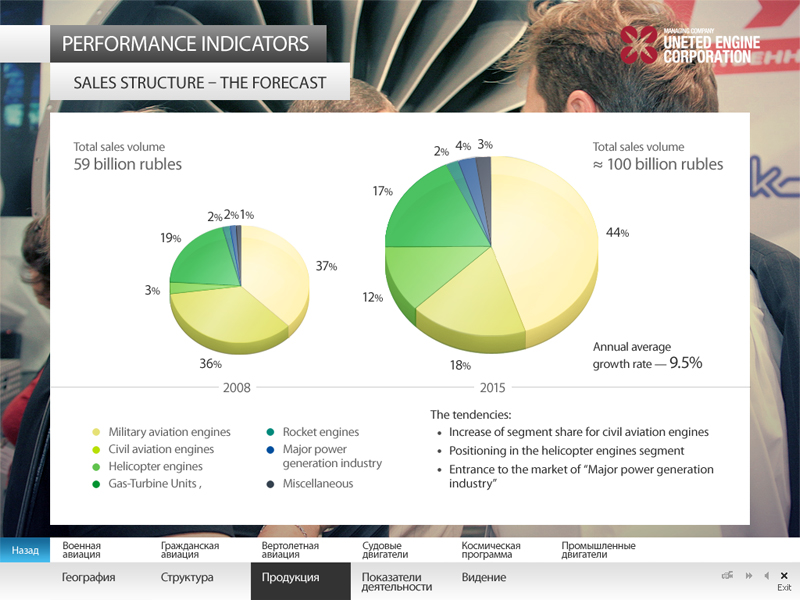 PERFORMANCE INDICATORS
SALES STRUCTURE – THE FORECAST
MANAGING COMPANY
UNETED ENGINE
CORPORATION
Total sales volume
59 billion rubles
Total sales volume
≈ 100 billion rubles
2% 2% 1%
19%
37%
3%
36%
2% 4% 3%
17%
44%
12%
18%
Annual average
growth rate — 9.5%
2008
2015
Military aviation engines
Civil aviation engines
Helicopter engines
Gas-Turbine Units ,
Rocket engines
Major power
generation industry
Miscellaneous
The tendencies:
• Increase of segment share for civil aviation engines
• Positioning in the helicopter engines segment
• Entrance to the market of “Major power generation
industry”
Назад
Военная
авиация
Гражданская
авиация
Вертолетная
авиация
Судовые
двигатели
Космическая
программа
Промышленные
двигатели
География
Структура
Продукция
Показатели
деятельности
Видение
Exit